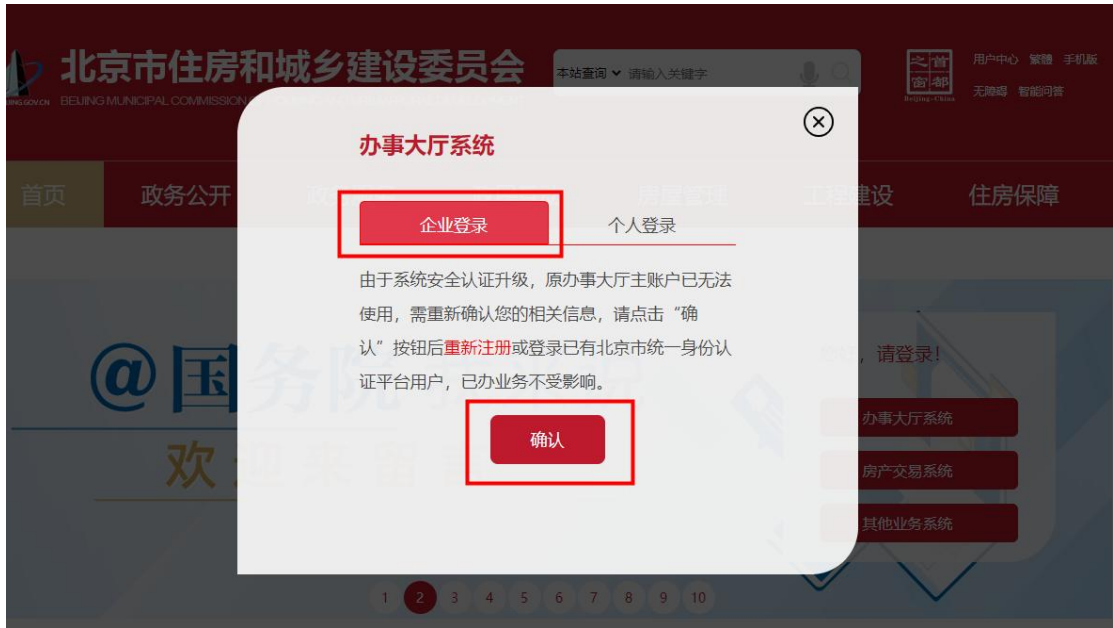 北京市住房和城乡建设委员会
BEIJING MUNICIPAL COMMISSION
本站查询 请输入关键字
首都
之窗
Beijing-China
用户中心 繁體 手机版
无障碍 智能问答
首页 政务公开 工程建设 住房保障
办事大厅系统
企业登录 个人登录
由于系统安全认证升级，原办事大厅主账户已无法
使用，需重新确认您的相关信息，请点击“确
认”按钮后重新注册或登录已有北京市统一身份认
证平台用户，已办业务不受影响。
确认
@国务院
欢迎来留言
，请登录！
办事大厅系统
房产交易系统
其他业务系统
1 2 3 4 5 6 7 8 9 10